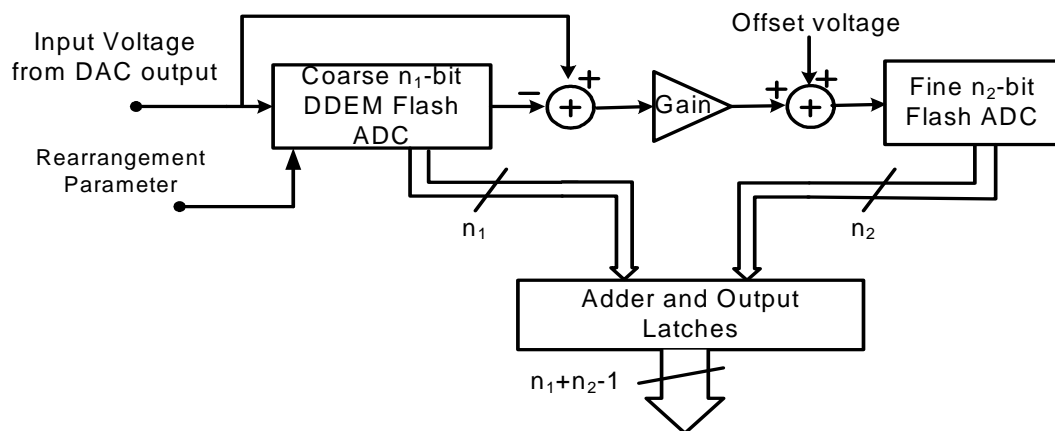 Input Voltage
from DAC output
Rearrangement
Parameter
Coarse n₁-bit
DDEM Flash
ADC
−
+
+
Gain
Offset voltage
+
+
+
Fine n₂-bit
Flash ADC
n₁
n₂
Adder and Output
Latches
n₁+n₂-1